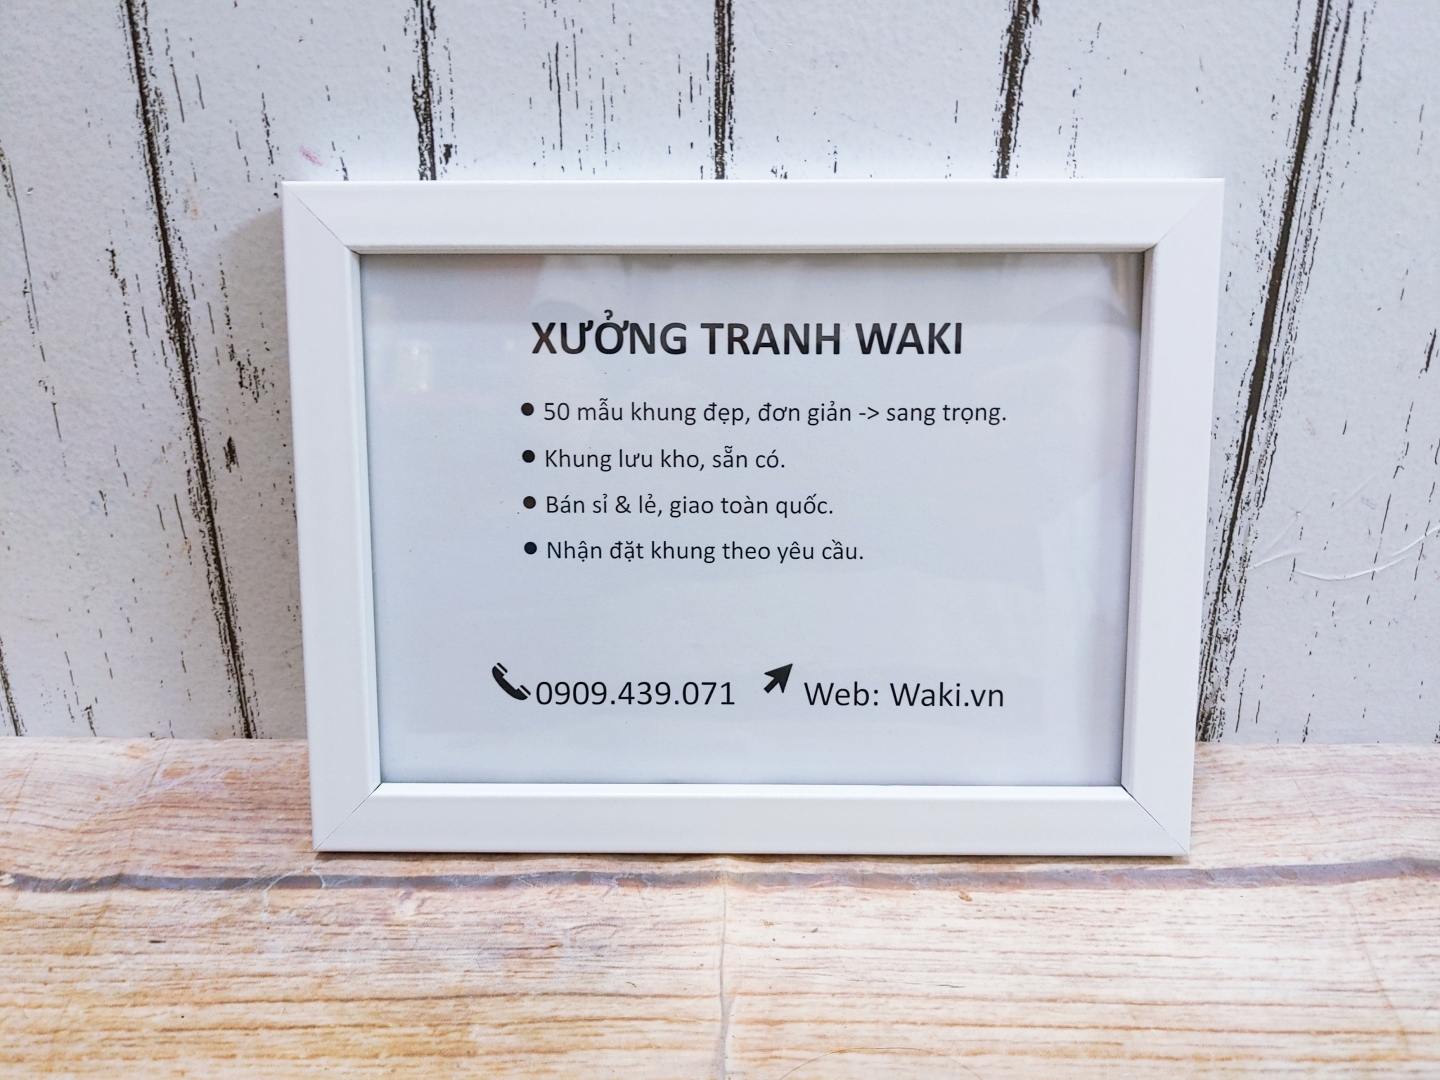 XƯỞNG TRANH WAKI
● 50 mẫu khung đẹp, đơn giản -> sang trọng.
● Khung lưu kho, sẵn có.
● Bán sỉ & lẻ, giao toàn quốc.
● Nhận đặt khung theo yêu cầu.
0909.439.071 Web: Waki.vn